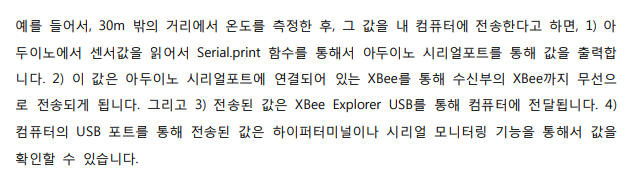 예를 들어서, 30m 밖의 거리에서 온도를 측정한 후, 그 값을 내 컴퓨터에 전송한다고 하면, 1) 아
두이노에서 센서값을 읽어서 Serial.print 함수를 통해서 아두이노 시리얼포트를 통해 값을 출력합
니다. 2) 이 값은 아두이노 시리얼포트에 연결되어 있는 XBee를 통해 수신부의 XBee까지 무선으
로 전송되게 됩니다. 그리고 3) 전송된 값은 XBee Explorer USB를 통해 컴퓨터에 전달됩니다. 4)
컴퓨터의 USB 포트를 통해 전송된 값은 하이퍼터미널이나 시리얼 모니터링 기능을 통해서 값을
확인할 수 있습니다.